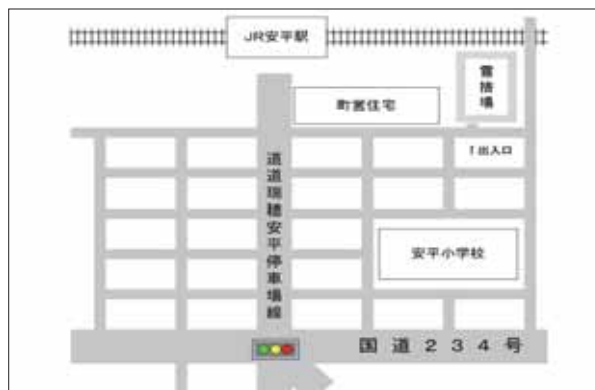 JR安平駅
雪捨場
町営住宅
↑出入口
道道瑞穂安平停車場線
安平小学校
国道234号